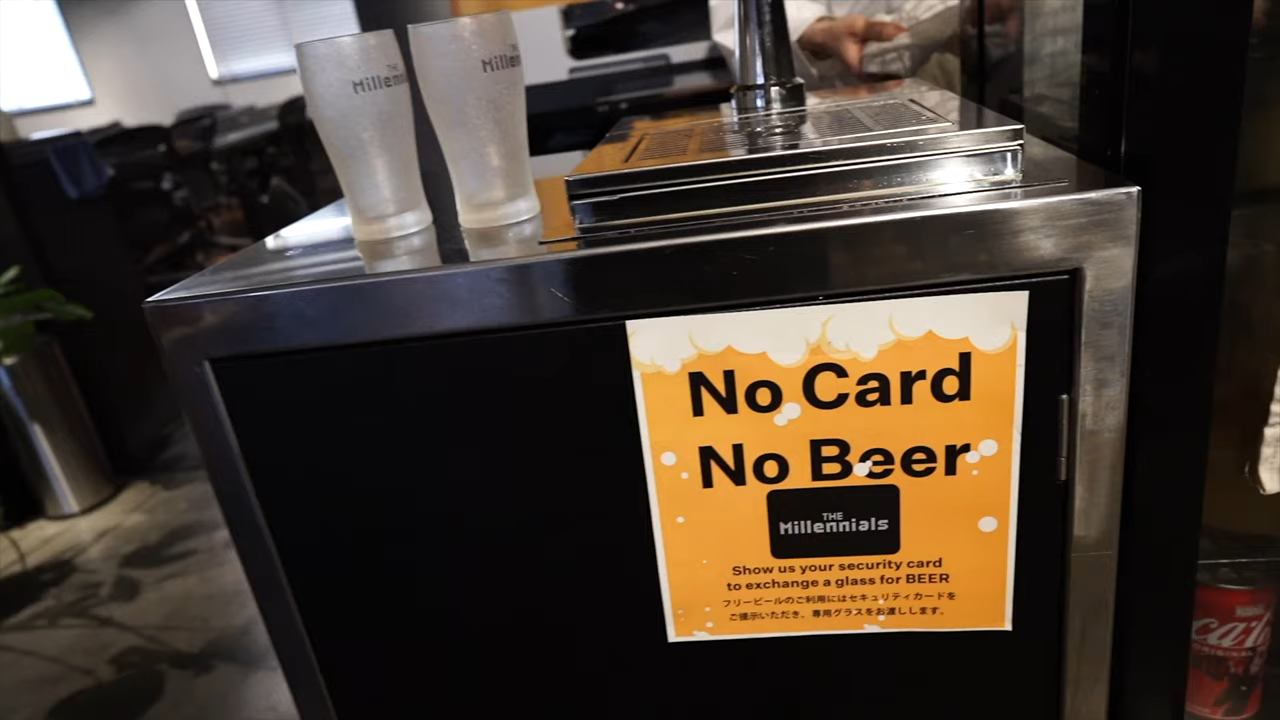 THE
Millenni
THE
Millen
No Card
No Beer
THE
Millennials
Show us your security card
to exchange a glass for BEER
フリービールのご利用にはセキュリティカードを
ご提示いただき、専用グラスをお渡しします。
ORIGINAL